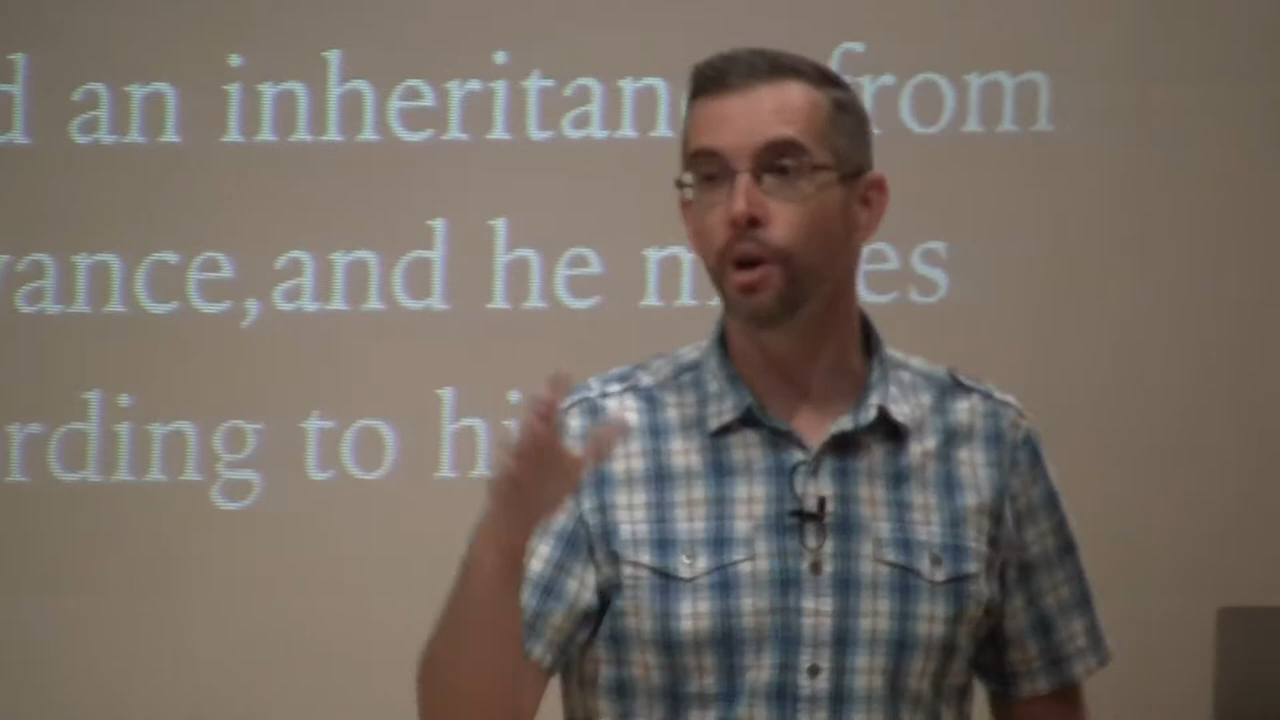 d an inheritan from
vance,and he m es
rding to hi